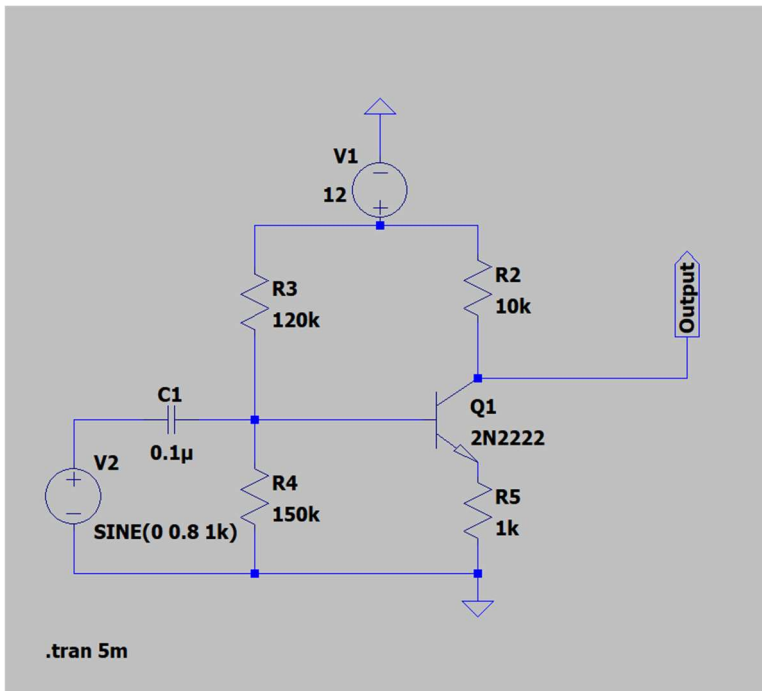 V1
12
R3
120k
R2
10k
Output
C1
0.1µ
Q1
2N2222
V2
SINE(0 0.8 1k)
R4
150k
R5
1k
.tran 5m